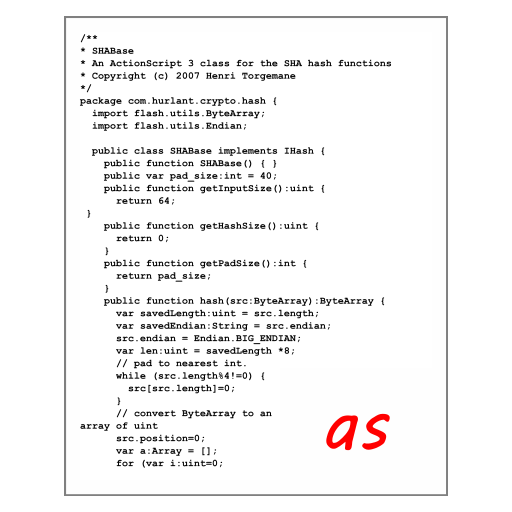 /**
* SHABase
* An ActionScript 3 class for the SHA hash functions
* Copyright (c) 2007 Henri Torgemane
*/
package com.hurlant.crypto.hash {
  import flash.utils.ByteArray;
  import flash.utils.Endian;

  public class SHABase implements IHash {
    public function SHABase() { }
    public var pad_size:int = 40;
    public function getInputSize():uint {
      return 64;
 }
    public function getHashSize():uint {
      return 0;
    }
    public function getPadSize():int {
      return pad_size;
    }
    public function hash(src:ByteArray):ByteArray {
      var savedLength:uint = src.length;
      var savedEndian:String = src.endian;
      src.endian = Endian.BIG_ENDIAN;
      var len:uint = savedLength *8;
      // pad to nearest int.
      while (src.length%4!=0) {
        src[src.length]=0;
      }
      // convert ByteArray to an
array of uint
      src.position=0;
      var a:Array = [];
      for (var i:uint=0;
as